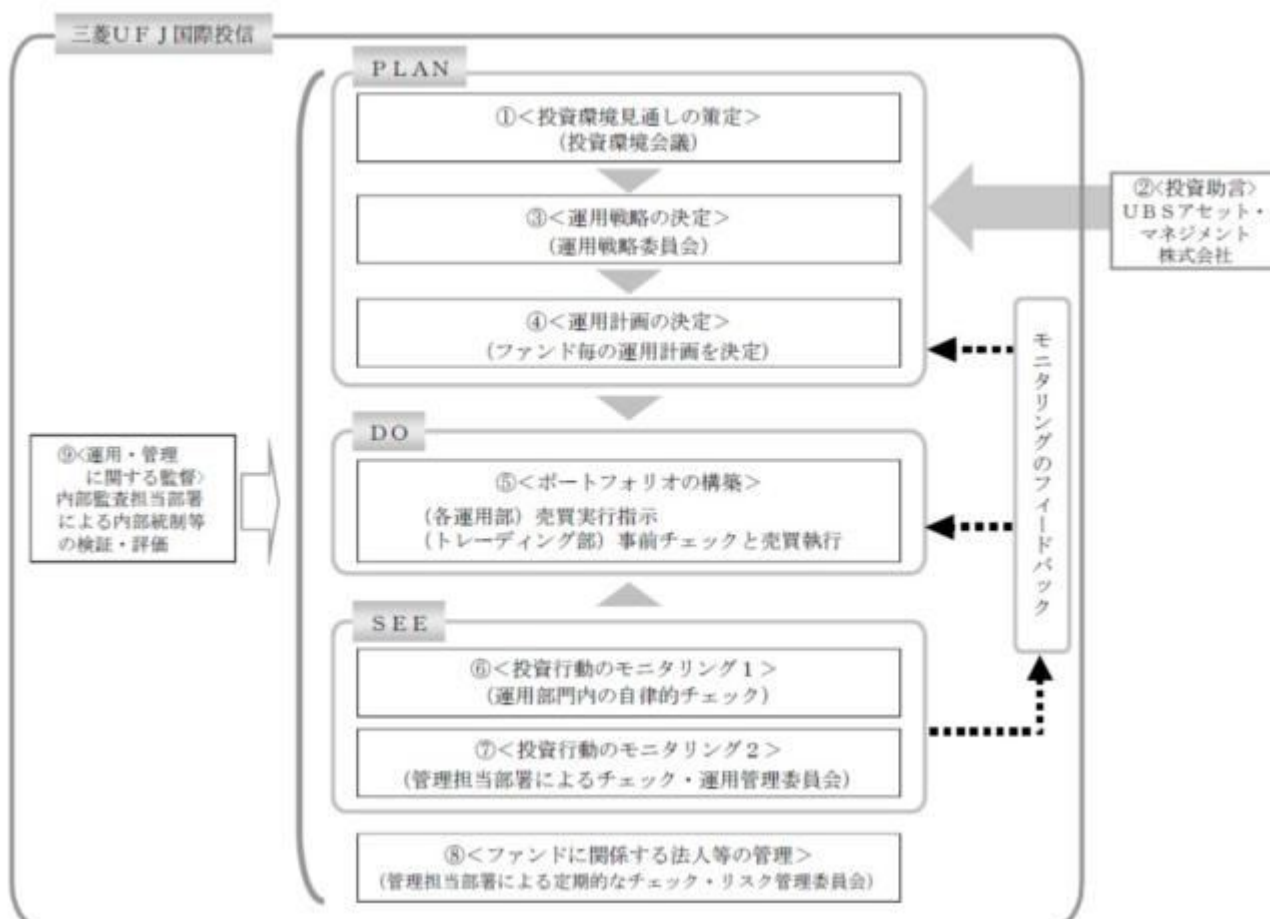 三菱UFJ国際投信
PLAN
①<投資環境見通しの策定>
(投資環境会議)
②<投資助言>
UBSアセット・
マネジメント
株式会社
③<運用戦略の決定>
(運用戦略委員会)
④<運用計画の決定>
(ファンド毎の運用計画を決定)
モニタリングのフィードバック
DO
⑤<ポートフォリオの構築>
(各運用部)売買実行指示
(トレーディング部)事前チェックと売買執行
⑨<運用・管理
に関する監督>
内部監査担当部署
による内部統制等
の検証・評価
SEE
⑥<投資行動のモニタリング1>
(運用部門内の自律的チェック)
⑦<投資行動のモニタリング2>
(管理担当部署によるチェック・運用管理委員会)
⑧<ファンドに関係する法人等の管理>
(管理担当部署による定期的なチェック・リスク管理委員会)